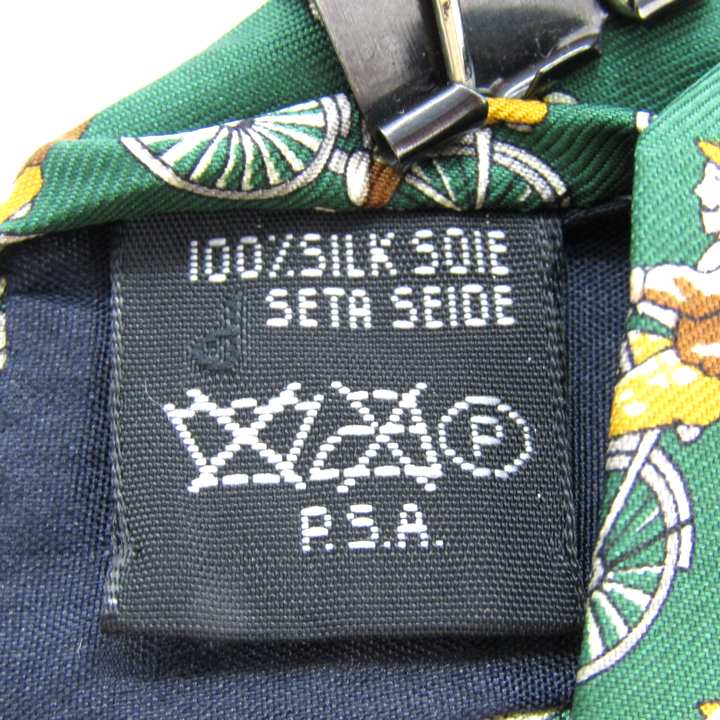 100% SILK SOIE
SETA SEIDE
P
P.S.A.